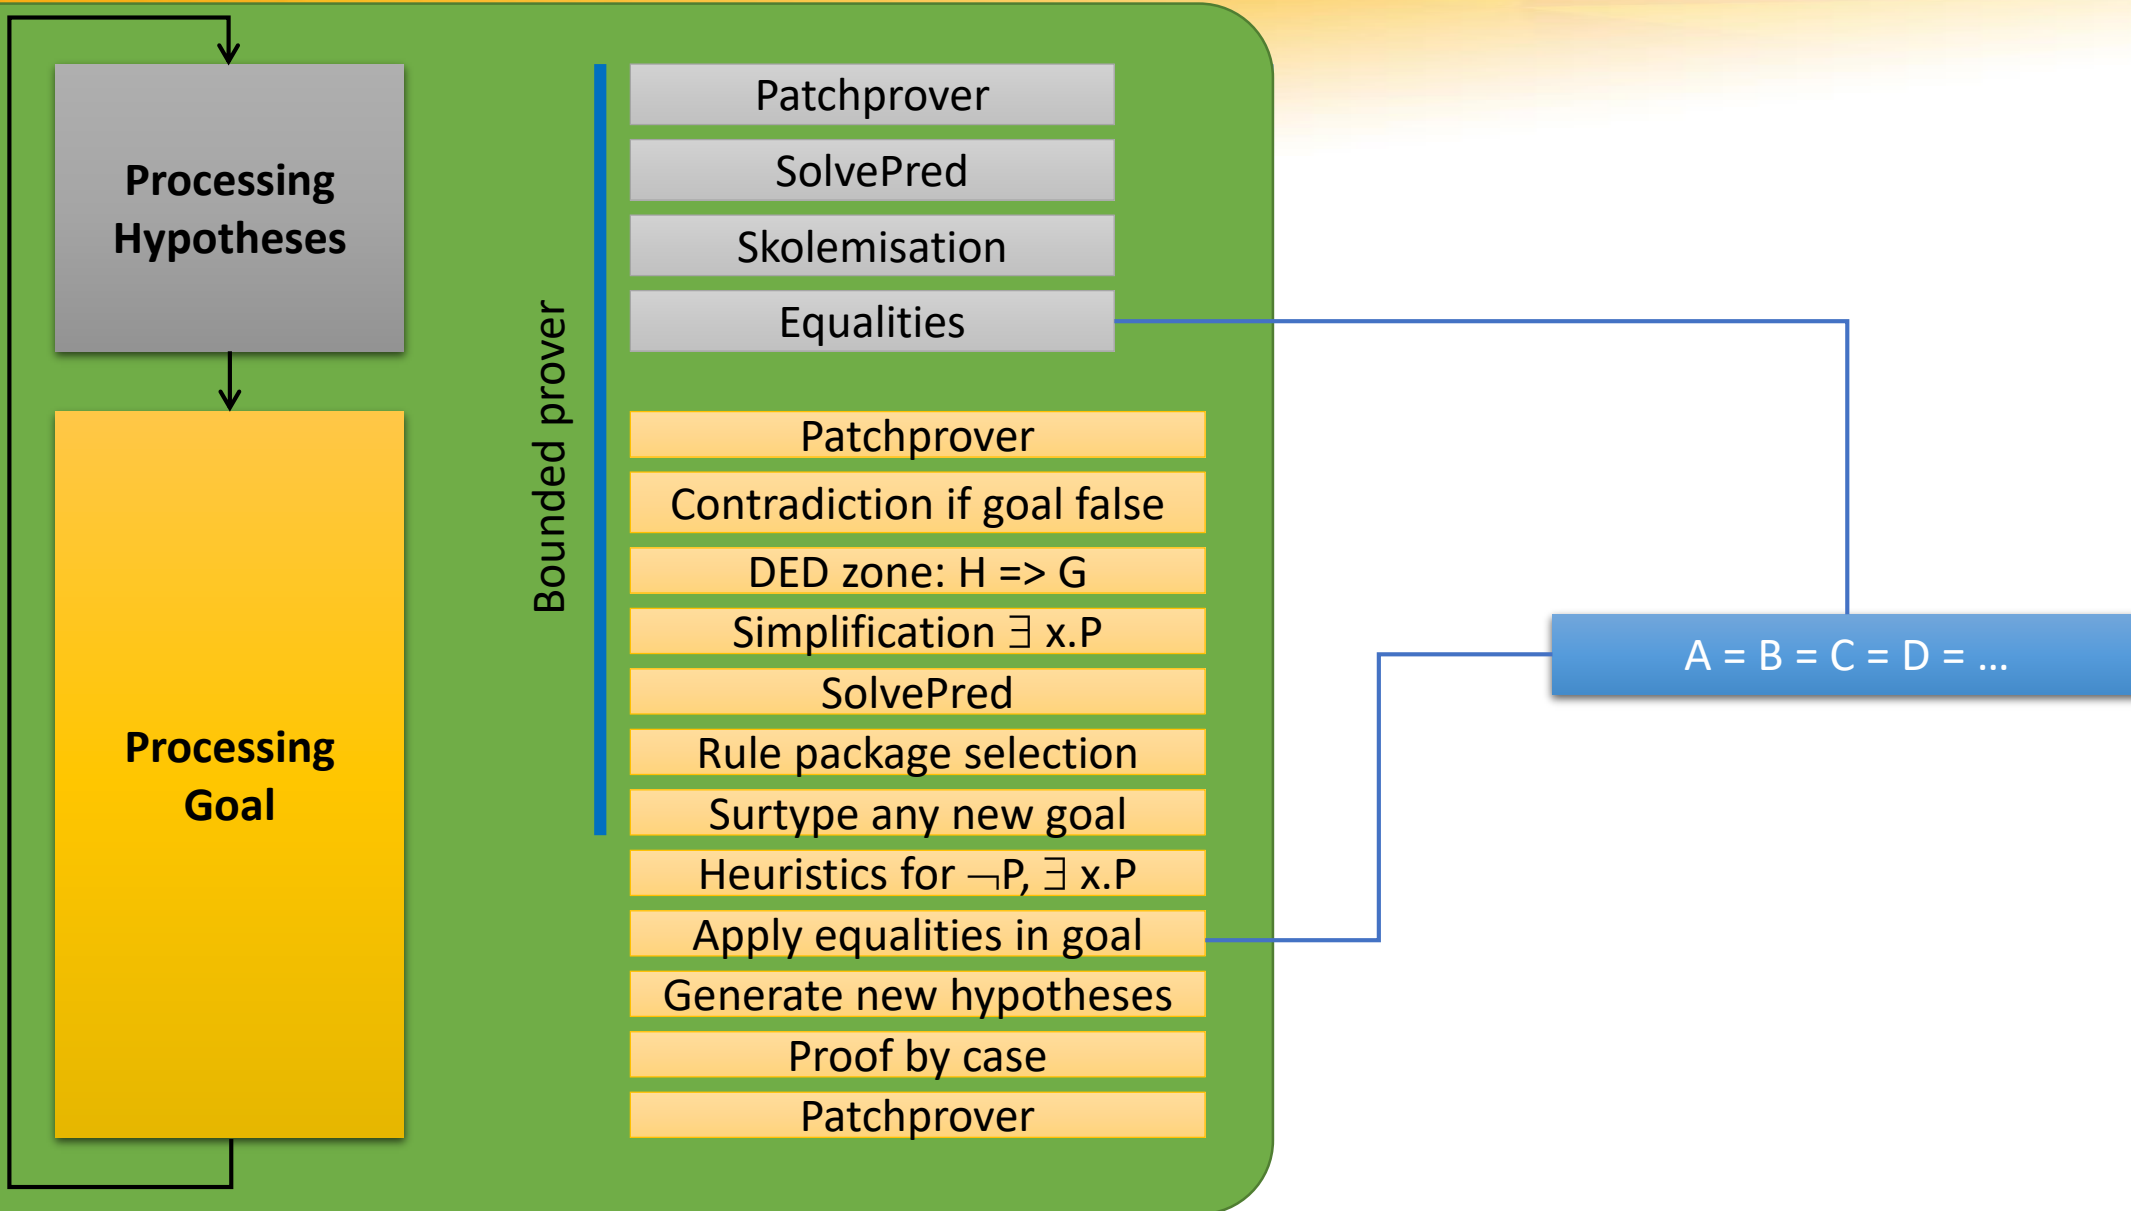 Processing
Hypotheses
Processing
Goal
Bounded prover
Patchprover
SolvePred
Skolemisation
Equalities
Patchprover
Contradiction if goal false
DED zone: H => G
Simplification ∃ x.P
SolvePred
Rule package selection
Surtype any new goal
Heuristics for ¬P, ∃ x.P
Apply equalities in goal
Generate new hypotheses
Proof by case
Patchprover
A = B = C = D = ...